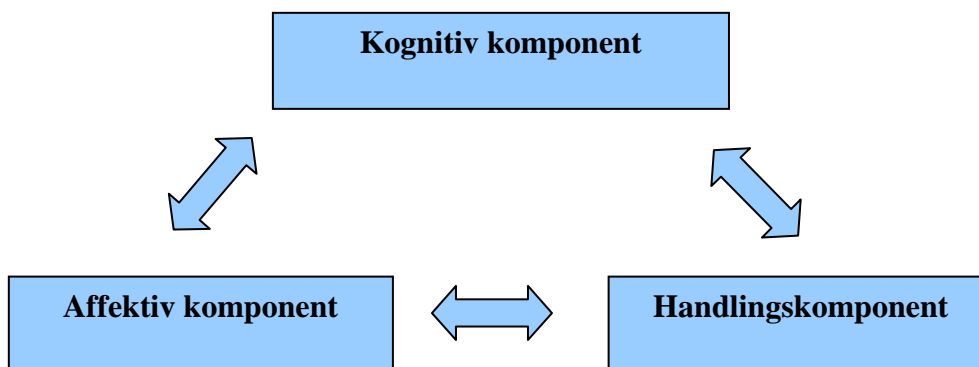 Kognitiv komponent
Affektiv komponent
Handlingskomponent